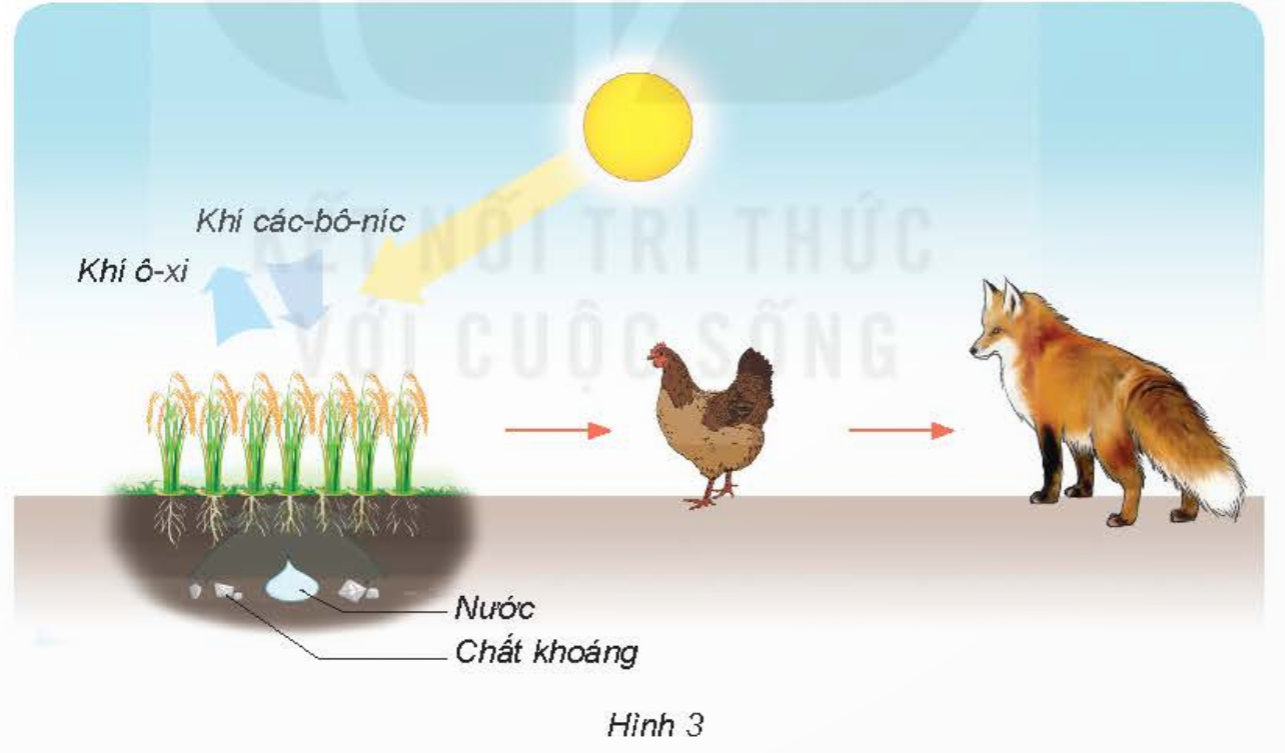 Khí các-bô-níc
Khí ô-xi
KẾT NỐI TRI THỨC
VỚI CUỘC SỐNG
Nước
Chất khoáng
Hình 3